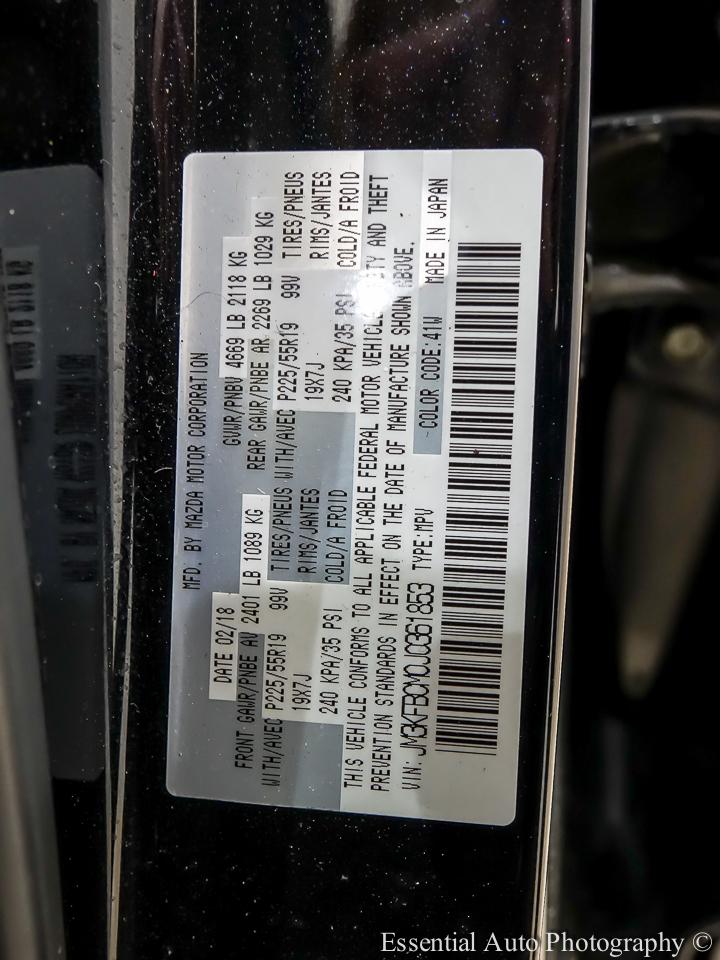 MFD. BY MAZDA MOTOR CORPORATION
DATE 02/18 GVWR/PNBV 4669 LB 2118 KG
FRONT GAWR/PNBE AV 2401 LB 1089 KG REAR GAWR/PNBE AR 2269 LB 1029 KG
WITH/AVEC P225/55R19 99V TIRES/PNEUS WITH/AVEC P225/55R19 99V TIRES/PNEUS
19X7J RIMS/JANTES 19X7J RIMS/JANTES
240 KPA/35 PSI COLD/A FROID 240 KPA/35 PSI COLD/A FROID
THIS VEHICLE CONFORMS TO ALL APPLICABLE FEDERAL MOTOR VEHICLE AND THEFT
PREVENTION STANDARDS IN EFFECT ON THE DATE OF MANUFACTURE SHOWN ABOVE.
VIN: JM3KFBCM0J0361853 TYPE:MPV COLOR CODE:41W MADE IN JAPAN
Essential Auto Photography ©